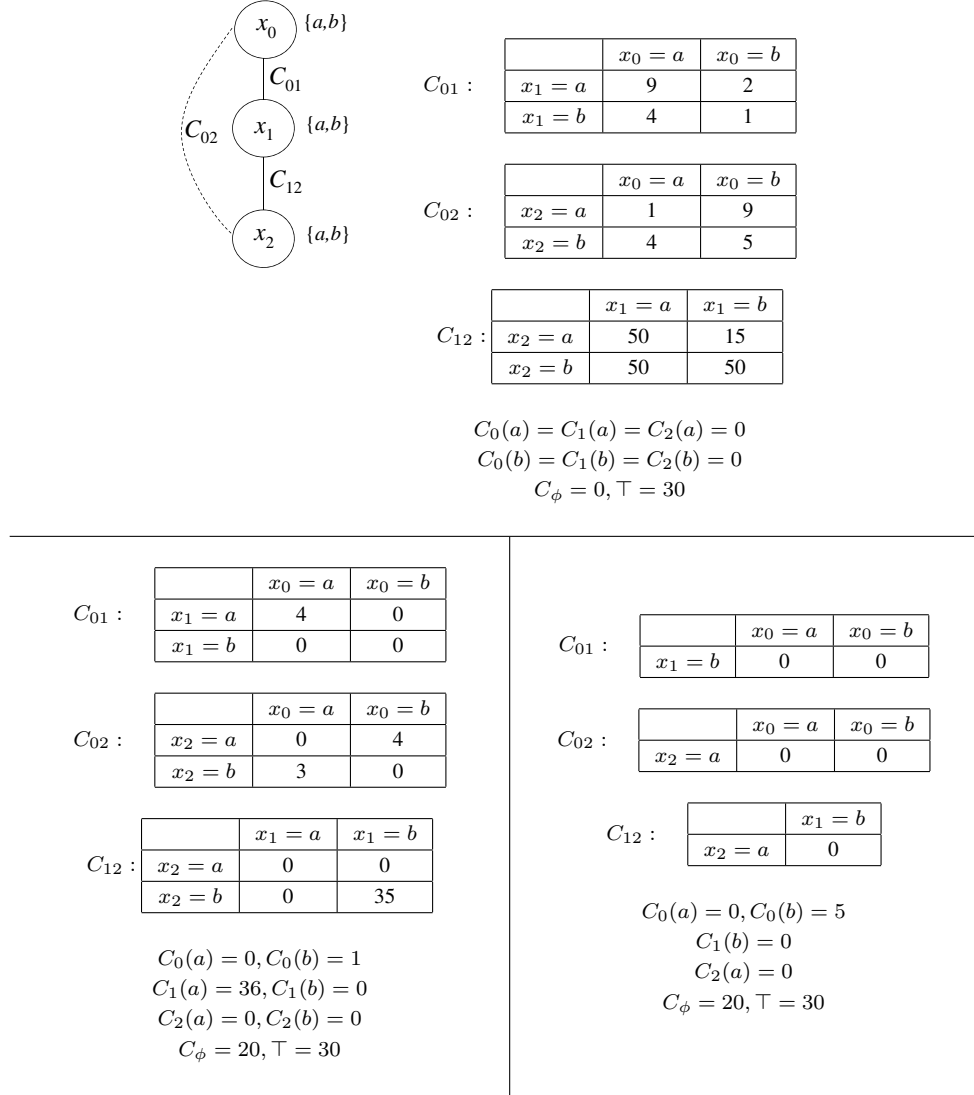 x₀ {a,b}
C₀₁
C₀₂ x₁ {a,b}
C₁₂
x₂ {a,b}
x₀ = a x₀ = b
C₀₁ : x₁ = a 9 2
x₁ = b 4 1
x₀ = a x₀ = b
C₀₂ : x₂ = a 1 9
x₂ = b 4 5
x₁ = a x₁ = b
C₁₂ : x₂ = a 50 15
x₂ = b 50 50
C₀(a) = C₁(a) = C₂(a) = 0
C₀(b) = C₁(b) = C₂(b) = 0
C_ϕ = 0, ⊤ = 30
x₀ = a x₀ = b
C₀₁ : x₁ = a 4 0
x₁ = b 0 0
x₀ = a x₀ = b
C₀₂ : x₂ = a 0 4
x₂ = b 3 0
x₁ = a x₁ = b
C₁₂ : x₂ = a 0 0
x₂ = b 0 35
C₀(a) = 0, C₀(b) = 1
C₁(a) = 36, C₁(b) = 0
C₂(a) = 0, C₂(b) = 0
C_ϕ = 20, ⊤ = 30
x₀ = a x₀ = b
C₀₁ : x₁ = b 0 0
x₀ = a x₀ = b
C₀₂ : x₂ = a 0 0
x₁ = b
C₁₂ : x₂ = a 0
C₀(a) = 0, C₀(b) = 5
C₁(b) = 0
C₂(a) = 0
C_ϕ = 20, ⊤ = 30